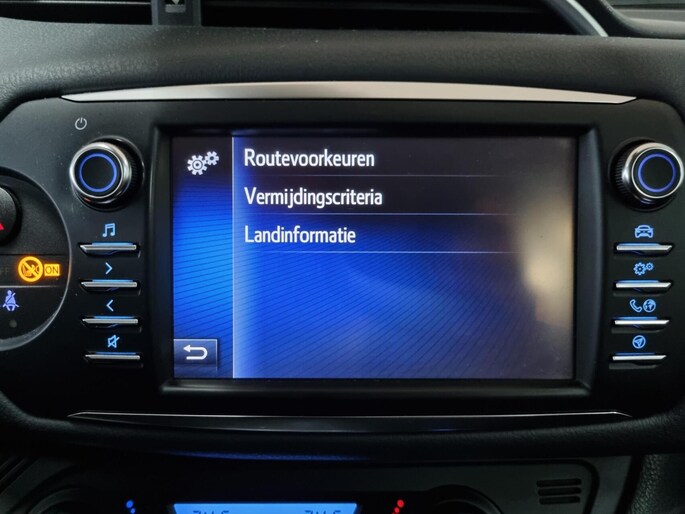 Routevoorkeuren
Vermijdingscriteria
Landinformatie
ON